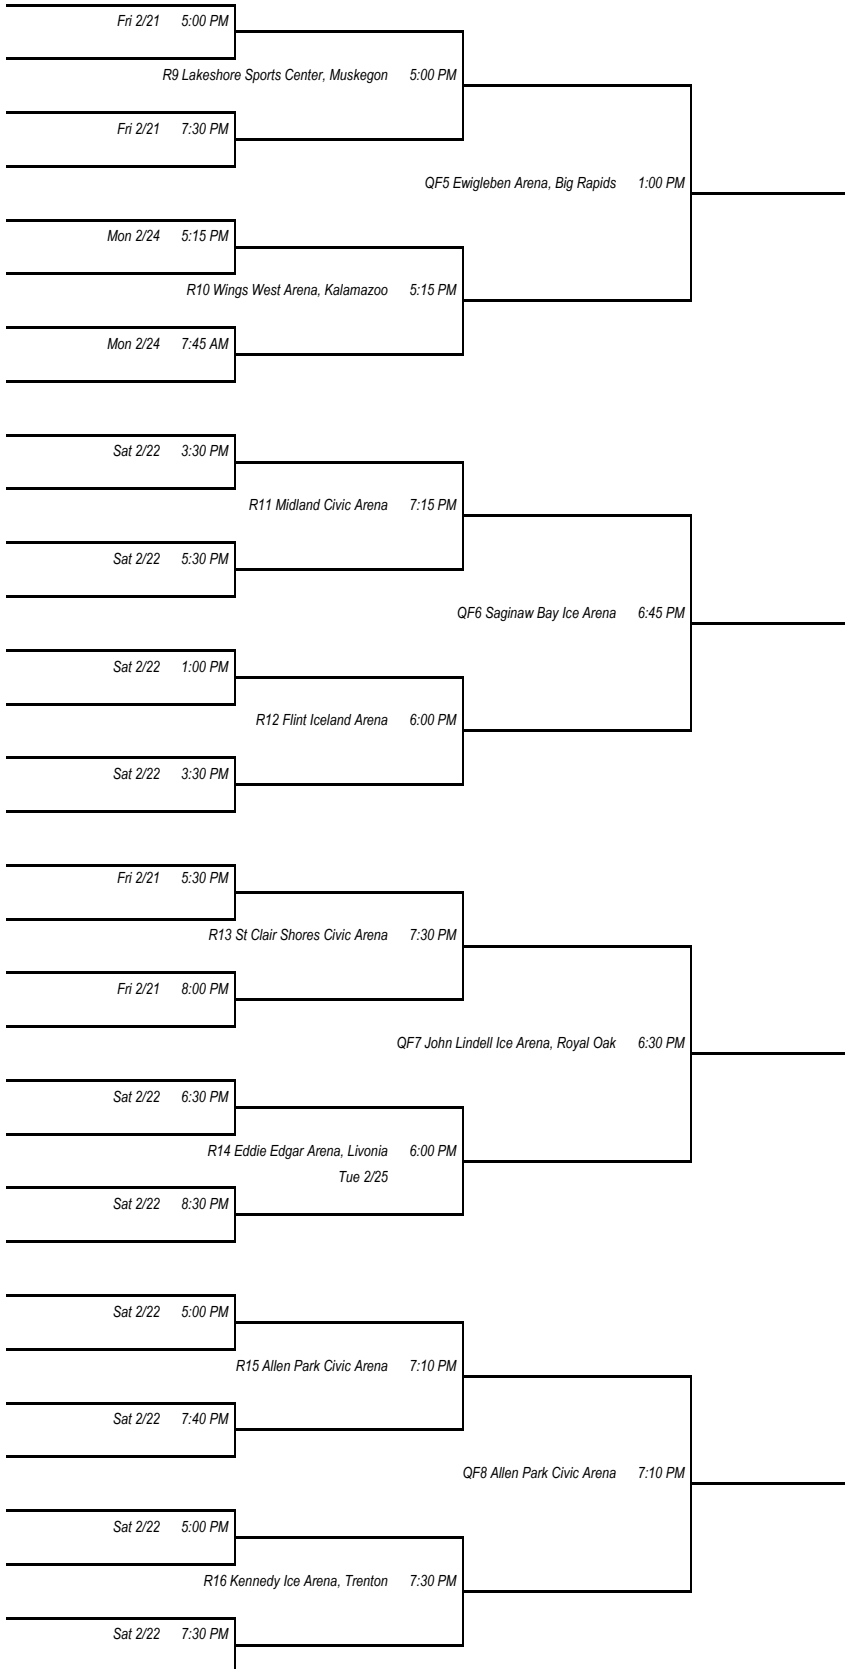 Fri 2/21 5:00 PM
R9 Lakeshore Sports Center, Muskegon 5:00 PM
Fri 2/21 7:30 PM
QF5 Ewigleben Arena, Big Rapids 1:00 PM
Mon 2/24 5:15 PM
R10 Wings West Arena, Kalamazoo 5:15 PM
Mon 2/24 7:45 AM
Sat 2/22 3:30 PM
R11 Midland Civic Arena 7:15 PM
Sat 2/22 5:30 PM
QF6 Saginaw Bay Ice Arena 6:45 PM
Sat 2/22 1:00 PM
R12 Flint Iceland Arena 6:00 PM
Sat 2/22 3:30 PM
Fri 2/21 5:30 PM
R13 St Clair Shores Civic Arena 7:30 PM
Fri 2/21 8:00 PM
QF7 John Lindell Ice Arena, Royal Oak 6:30 PM
Sat 2/22 6:30 PM
R14 Eddie Edgar Arena, Livonia 6:00 PM
Tue 2/25
Sat 2/22 8:30 PM
Sat 2/22 5:00 PM
R15 Allen Park Civic Arena 7:10 PM
Sat 2/22 7:40 PM
QF8 Allen Park Civic Arena 7:10 PM
Sat 2/22 5:00 PM
R16 Kennedy Ice Arena, Trenton 7:30 PM
Sat 2/22 7:30 PM